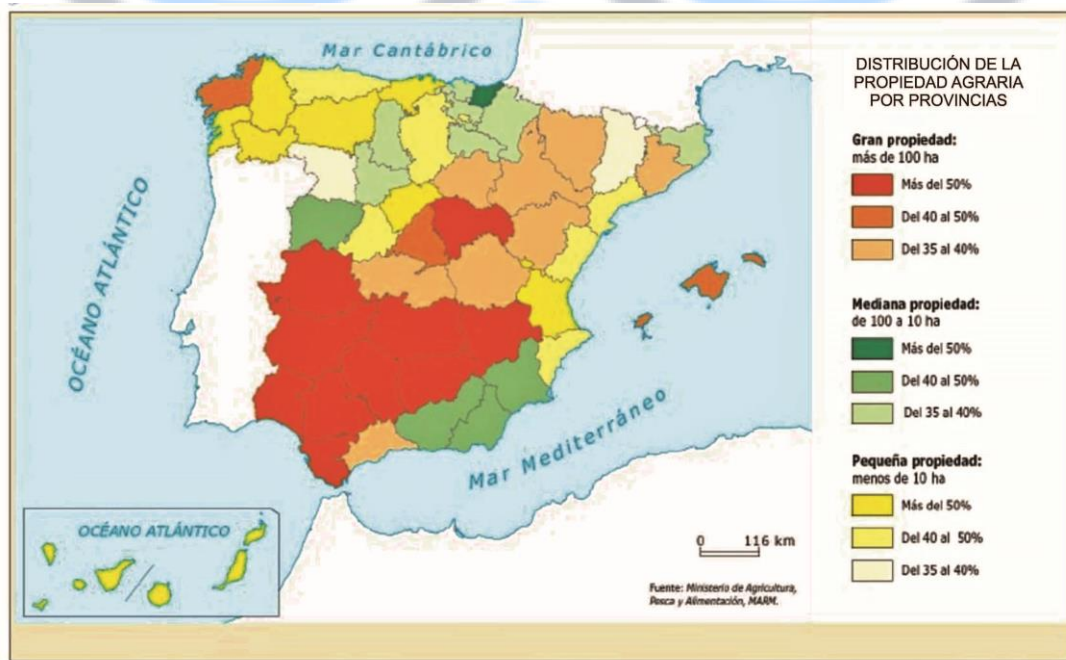 Mar Cantábrico
OCÉANO ATLÁNTICO
Mar Mediterráneo
OCÉANO ATLÁNTICO
0 116 km
Fuente: Ministerio de Agricultura,
Pesca y Alimentación, MARM.
DISTRIBUCIÓN DE LA
PROPIEDAD AGRARIA
POR PROVINCIAS
Gran propiedad:
más de 100 ha
Más del 50%
Del 40 al 50%
Del 35 al 40%
Mediana propiedad:
de 100 a 10 ha
Más del 50%
Del 40 al 50%
Del 35 al 40%
Pequeña propiedad:
menos de 10 ha
Más del 50%
Del 40 al 50%
Del 35 al 40%